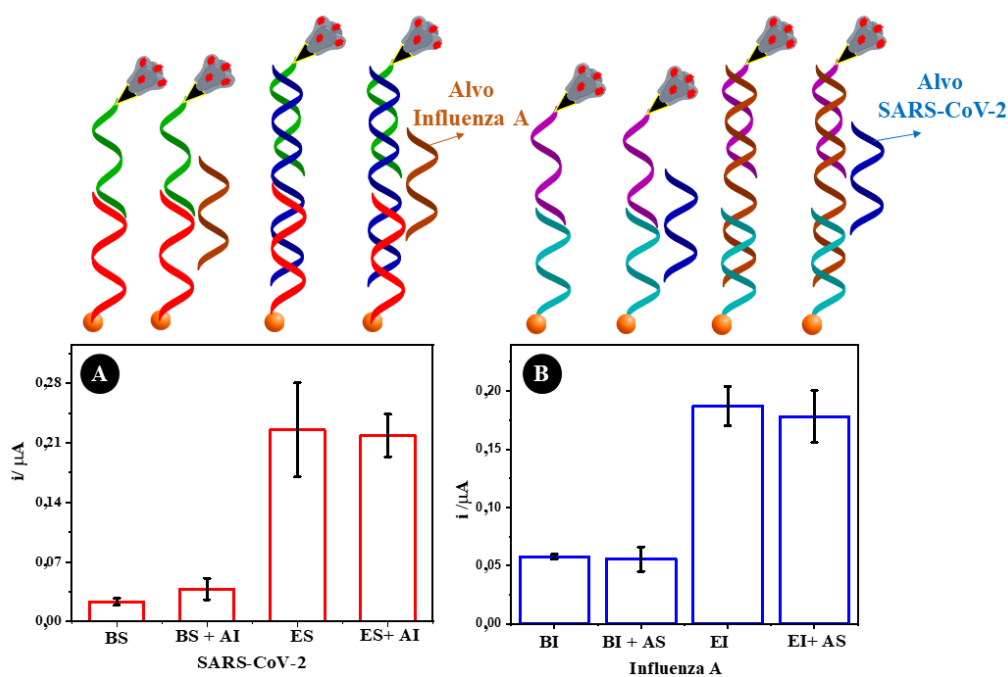 Alvo
Influenza A
Alvo
SARS-CoV-2
A
i/ µA
0,28
0,21
0,14
0,07
0,00
BS
BS + AI
ES
ES+ AI
SARS-CoV-2
B
i /µA
0,20
0,15
0,10
0,05
0,00
BI
BI + AS
EI
EI+ AS
Influenza A